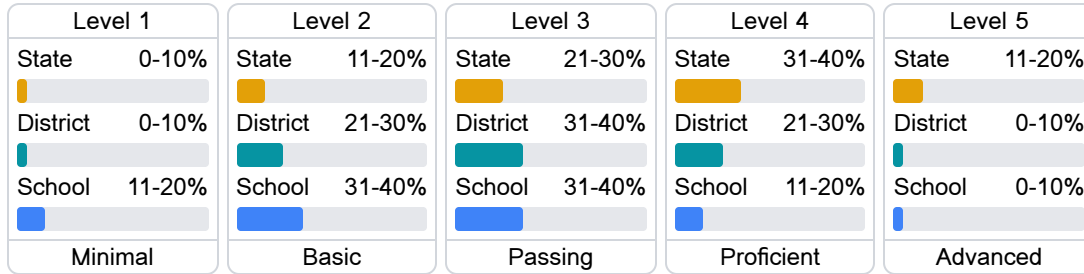 Level 1
State 0-10%
District 0-10%
School 11-20%
Minimal
Level 2
State 11-20%
District 21-30%
School 31-40%
Basic
Level 3
State 21-30%
District 31-40%
School 31-40%
Passing
Level 4
State 31-40%
District 21-30%
School 11-20%
Proficient
Level 5
State 11-20%
District 0-10%
School 0-10%
Advanced